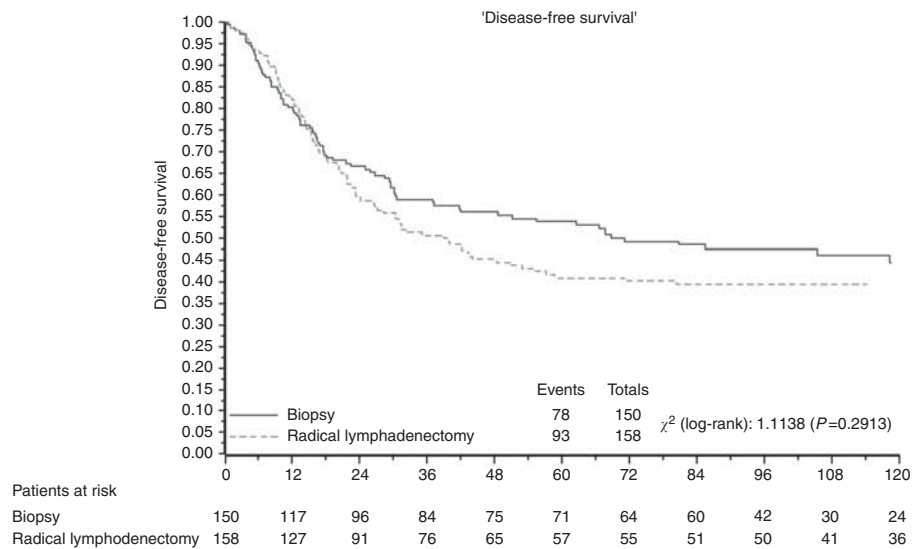 'Disease-free survival'
Disease-free survival
1.00
0.95
0.90
0.85
0.80
0.75
0.70
0.65
0.60
0.55
0.50
0.45
0.40
0.35
0.30
0.25
0.20
0.15
0.10
0.05
0.00
Events Totals
Biopsy 78 150
Radical lymphadenectomy 93 158
χ² (log-rank): 1.1138 (P=0.2913)
0 12 24 36 48 60 72 84 96 108 120
Patients at risk
Biopsy 150 117 96 84 75 71 64 60 42 30 24
Radical lymphodenectomy 158 127 91 76 65 57 55 51 50 41 36